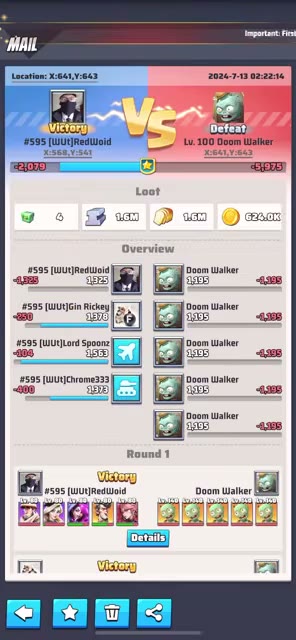 Important: First
MAIL
Location: X:641,Y:643 2024-7-13 02:22:14
VS
Victory Defeat
#595 [WUt]RedWoid Lv. 100 Doom Walker
X:568,Y:541 X:641,Y:643
-2,079 -5,975
Loot
4 1.6M 1.6M 624.0K
Overview
#595 [WUt]RedWoid Doom Walker
-1,325 1,325 1,195 -1,195
#595 [WUt]Gin Rickey Doom Walker
-250 1,378 1,195 -1,195
#595 [WUt]Lord Spoonz Doom Walker
-104 1,563 1,195 -1,195
#595 [WUt]Chrome333 Doom Walker
-400 1,373 1,195 -1,195
Doom Walker
1,195 -1,195
Round 1
Victory
#595 [WUt]RedWoid Doom Walker
Details
Victory